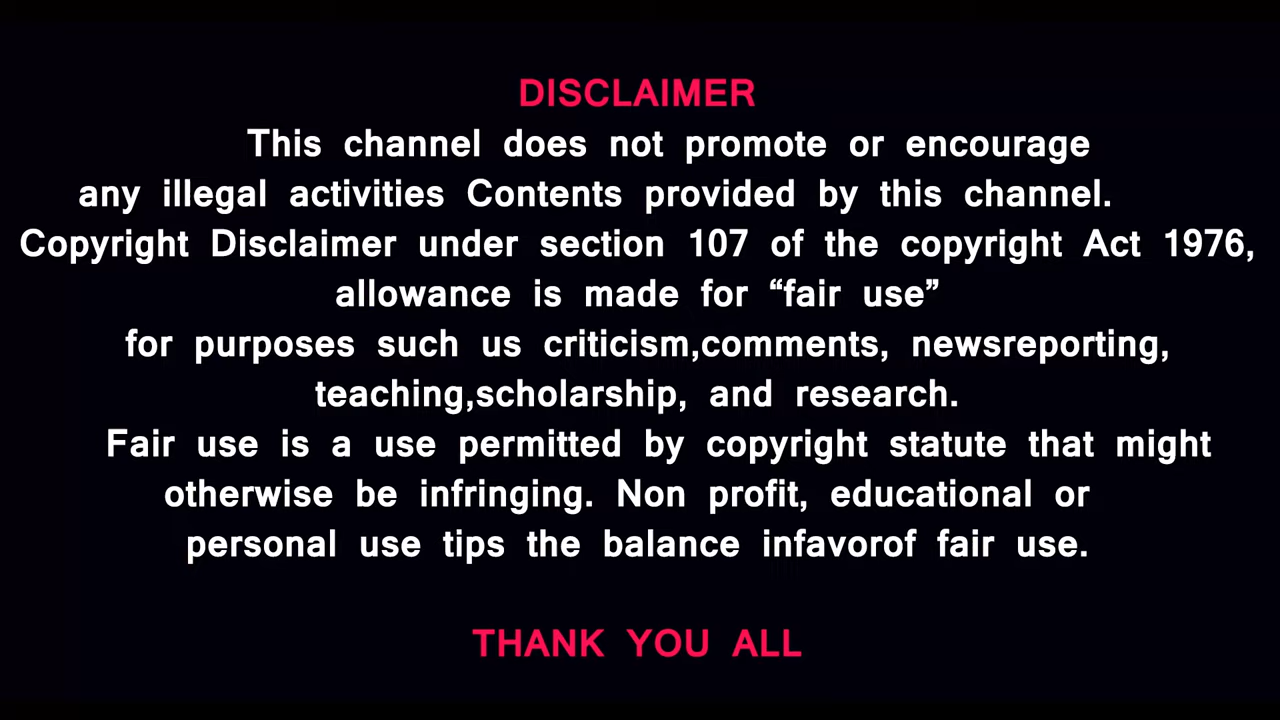 DISCLAIMER
This channel does not promote or encourage
any illegal activities Contents provided by this channel.
Copyright Disclaimer under section 107 of the copyright Act 1976,
allowance is made for “fair use”
for purposes such us criticism,comments, newsreporting,
teaching,scholarship, and research.
Fair use is a use permitted by copyright statute that might
otherwise be infringing. Non profit, educational or
personal use tips the balance infavorof fair use.
THANK YOU ALL